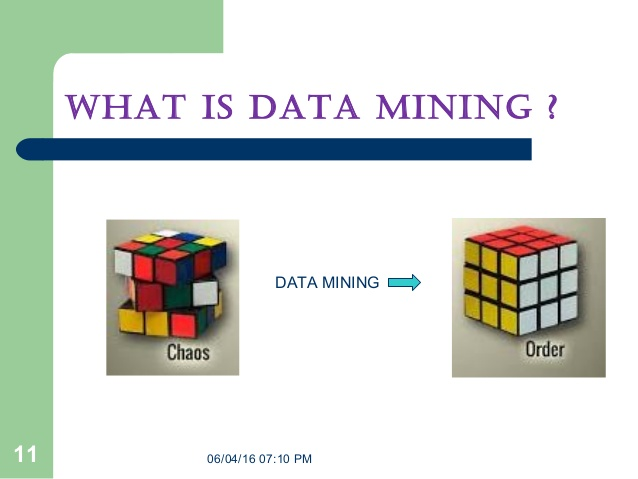 WHAT IS DATA MINING ?
DATA MINING
Chaos
Order
11
06/04/16 07:10 PM